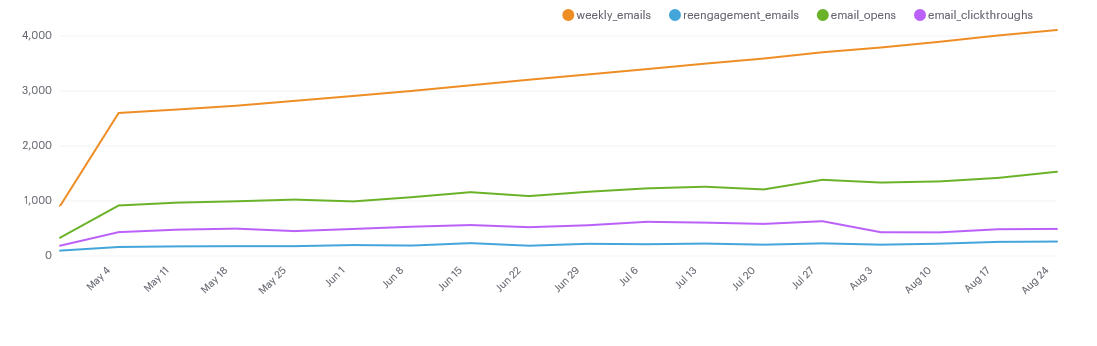 weekly_emails reengagement_emails email_opens email_clickthroughs
4,000
3,000
2,000
1,000
0
May 4 May 11 May 18 May 25 Jun 1 Jun 8 Jun 15 Jun 22 Jun 29 Jul 6 Jul 13 Jul 20 Jul 27 Aug 3 Aug 10 Aug 17 Aug 24